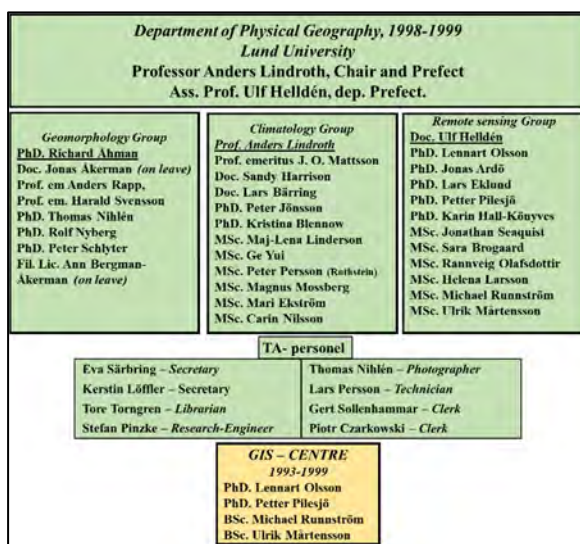 Department of Physical Geography, 1998-1999
Lund University
Professor Anders Lindroth, Chair and Prefect
Ass. Prof. Ulf Helldén, dep. Prefect.
Geomorphology Group
PhD. Richard Åhman
Doc. Jonas Åkerman (on leave)
Prof. em Anders Rapp,
Prof. em. Harald Svensson
PhD. Thomas Nihlén
PhD. Rolf Nyberg
PhD. Peter Schlyter
Fil. Lic. Ann Bergman-
Åkerman (on leave)
Climatology Group
Prof. Anders Lindroth
Prof. emeritus J. O. Mattsson
Doc. Sandy Harrison
Doc. Lars Bärring
PhD. Peter Jönsson
PhD. Kristina Blennow
MSc. Maj-Lena Linderson
MSc. Ge Yui
MSc. Peter Persson (Rothstein)
MSc. Magnus Mossberg
MSc. Mari Ekström
MSc. Carin Nilsson
Remote sensing Group
Doc. Ulf Helldén
PhD. Lennart Olsson
PhD. Jonas Ardö
PhD. Lars Eklund
PhD. Petter Pilesjö
PhD. Karin Hall-Könyves
MSc. Jonathan Seaquist
MSc. Sara Brogaard
MSc. Rannveig Olafsdottir
MSc. Helena Larsson
MSc. Michael Runnström
MSc. Ulrik Mårtensson
TA- personel
Eva Särbring – Secretary
Kerstin Löffler – Secretary
Tore Torngren – Librarian
Stefan Pinzke – Research-Engineer
Thomas Nihlén – Photographer
Lars Persson – Technician
Gert Sollenhammar – Clerk
Piotr Czarkowski – Clerk
GIS – CENTRE
1993-1999
PhD. Lennart Olsson
PhD. Petter Pilesjö
BSc. Michael Runnström
BSc. Ulrik Mårtensson